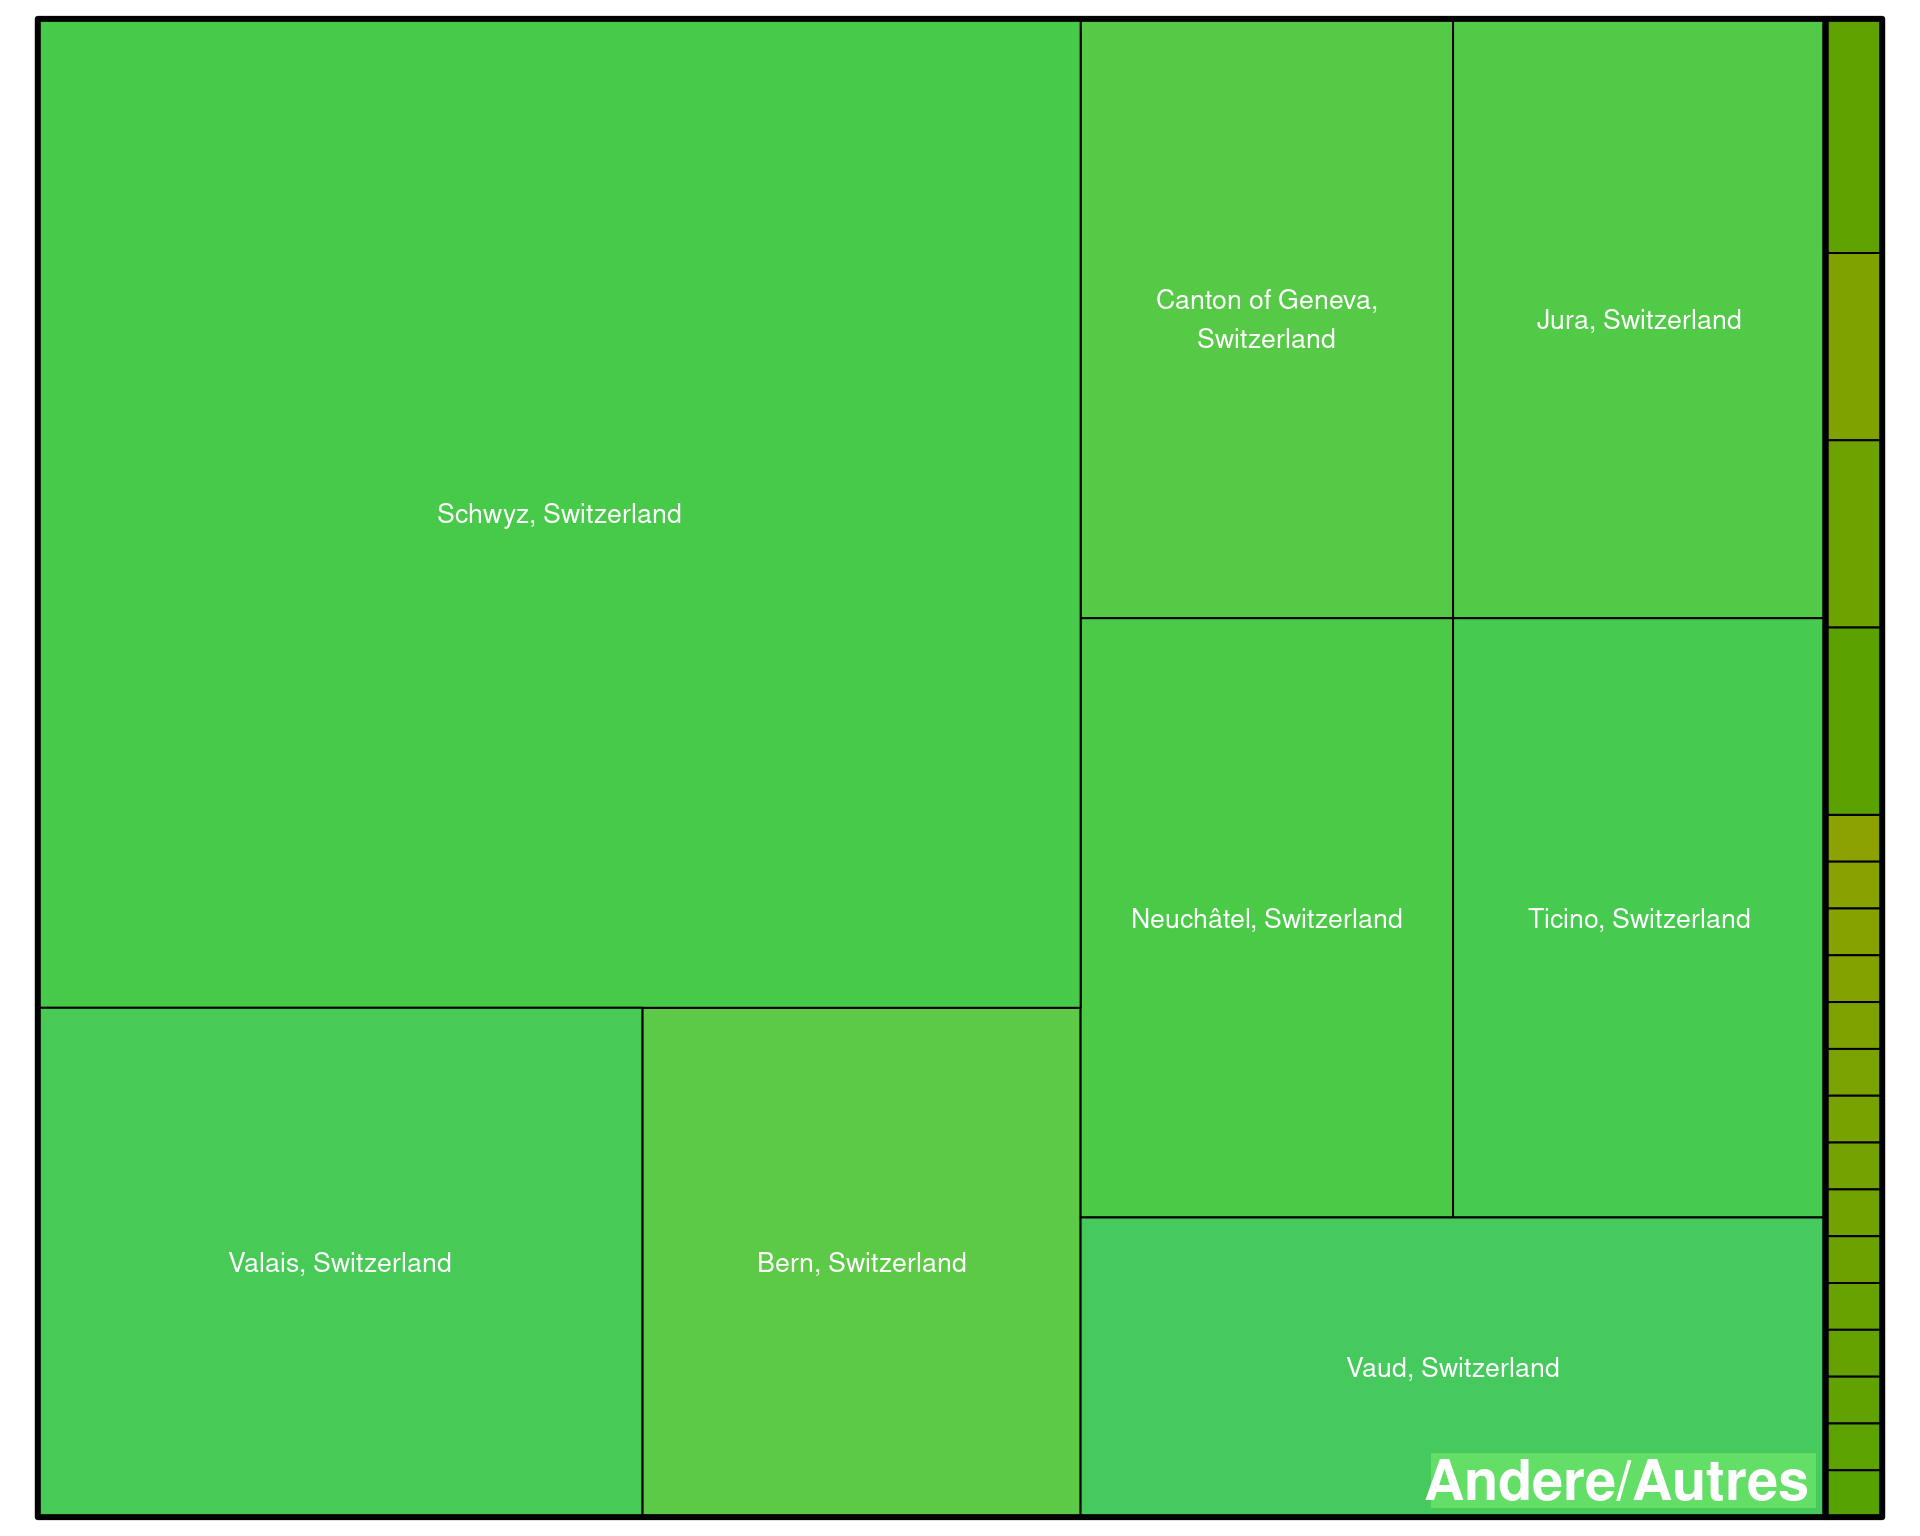 Canton of Geneva,
Switzerland
Jura, Switzerland
Schwyz, Switzerland
Neuchâtel, Switzerland
Ticino, Switzerland
Valais, Switzerland
Bern, Switzerland
Vaud, Switzerland
Andere/Autres